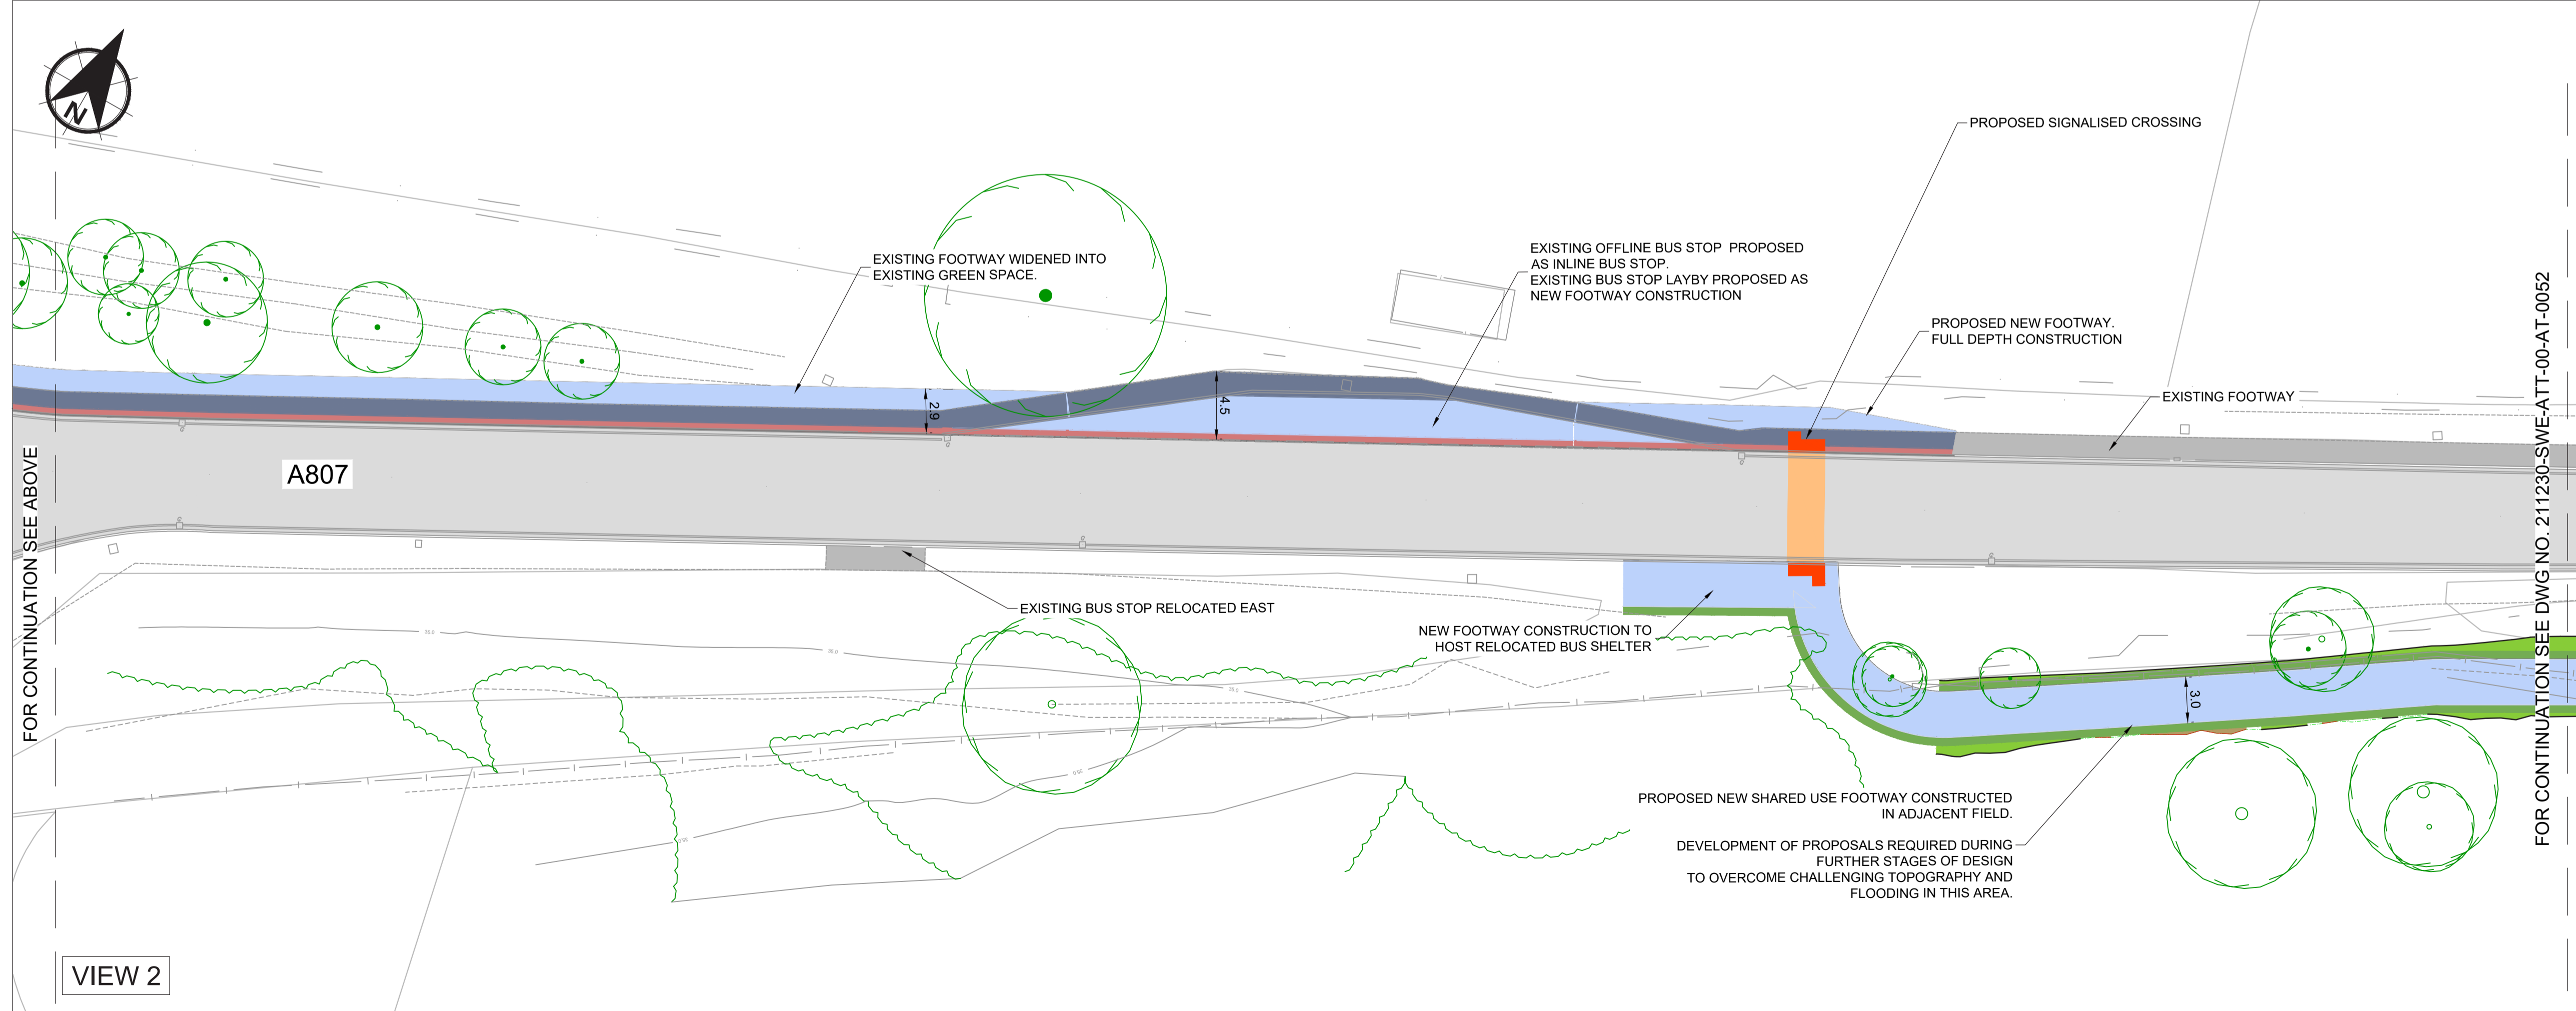 N
PROPOSED SIGNALISED CROSSING
EXISTING FOOTWAY WIDENED INTO
EXISTING GREEN SPACE.
EXISTING OFFLINE BUS STOP PROPOSED
AS INLINE BUS STOP.
EXISTING BUS STOP LAYBY PROPOSED AS
NEW FOOTWAY CONSTRUCTION
PROPOSED NEW FOOTWAY.
FULL DEPTH CONSTRUCTION
EXISTING FOOTWAY
2.9
4.5
A807
FOR CONTINUATION SEE ABOVE
FOR CONTINUATION SEE DWG NO. 211230-SWE-ATT-00-AT-0052
EXISTING BUS STOP RELOCATED EAST
NEW FOOTWAY CONSTRUCTION TO
HOST RELOCATED BUS SHELTER
3.0
PROPOSED NEW SHARED USE FOOTWAY CONSTRUCTED
IN ADJACENT FIELD.
DEVELOPMENT OF PROPOSALS REQUIRED DURING
FURTHER STAGES OF DESIGN
TO OVERCOME CHALLENGING TOPOGRAPHY AND
FLOODING IN THIS AREA.
VIEW 2